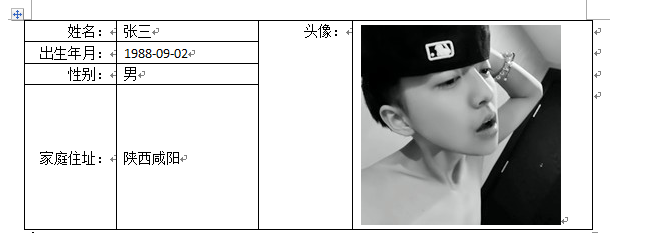 姓名： 张三 头像：
出生年月： 1988-09-02
性别： 男
家庭住址： 陕西咸阳